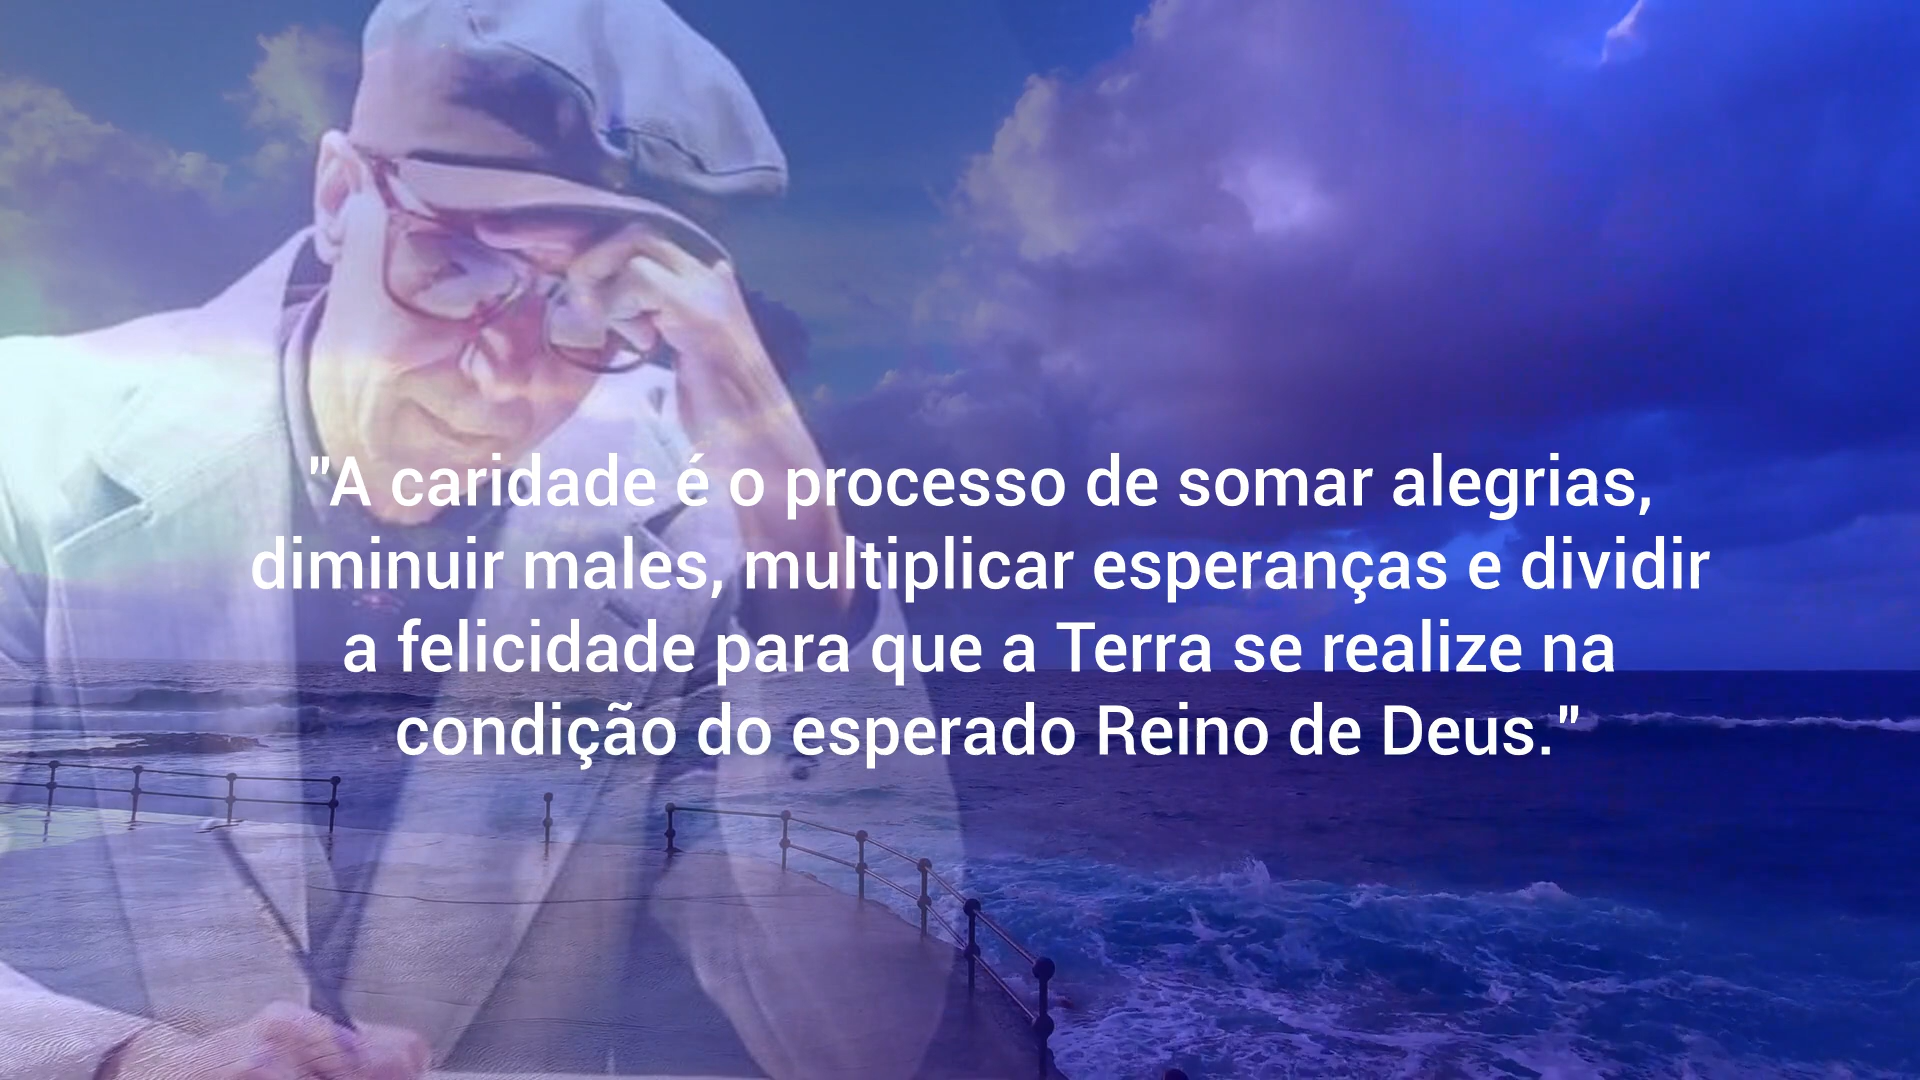 "A caridade é o processo de somar alegrias,
diminuir males, multiplicar esperanças e dividir
a felicidade para que a Terra se realize na
condição do esperado Reino de Deus."